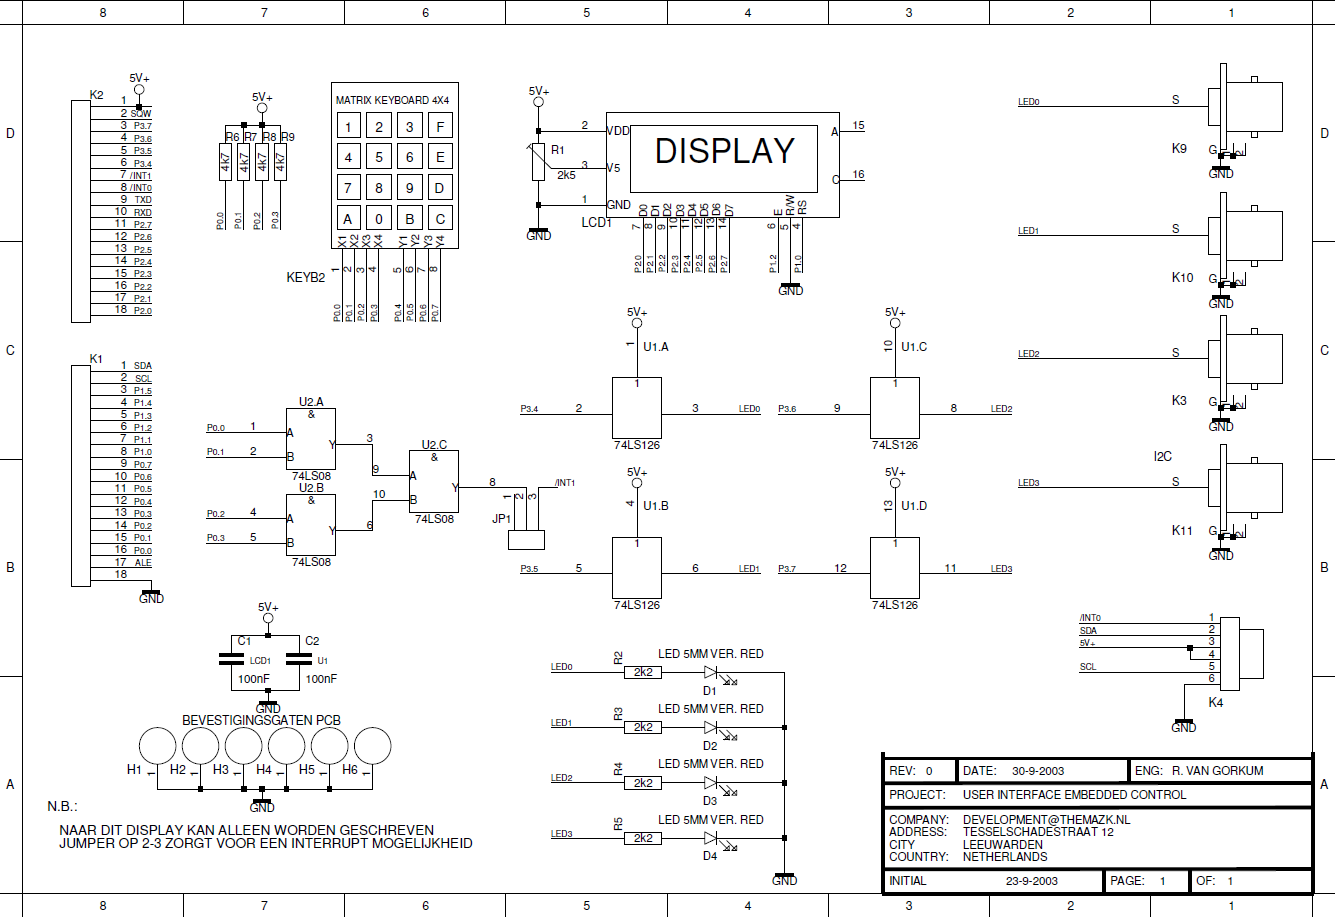 8 7 6 5 4 3 2 1
D
C
B
A
K2
5V+
1
2 SQW
3 P3.7
4 P3.6
5 P3.5
6 P3.4
7 /INT1
8 /INT0
9 TXD
10 RXD
11 P2.7
12 P2.6
13 P2.5
14 P2.4
15 P2.3
16 P2.2
17 P2.1
18 P2.0
5V+
R6 R7 R8 R9
4k7 4k7 4k7 4k7
P0.0 P0.1 P0.2 P0.3
MATRIX KEYBOARD 4X4
1 2 3 F
4 5 6 E
7 8 9 D
A 0 B C
X1 X2 X3 X4 Y1 Y2 Y3 Y4
1 2 3 4 5 6 7 8
KEYB2
P0.0 P0.1 P0.2 P0.3 P0.4 P0.5 P0.6 P0.7
5V+
R1
2k5
GND
2 VDD
3 V5
1 GND
DISPLAY
A 15
C 16
LCD1
D0 D1 D2 D3 D4 D5 D6 D7 E R/W RS
7 8 9 10 11 12 13 14 6 5 4
P2.0 P2.1 P2.2 P2.3 P2.4 P2.5 P2.6 P2.7 P1.2 P1.0
GND
LED0 S
K9 G 2
GND
LED1 S
K10 G 2
GND
LED2 S
K3 G 2
GND
I2C
LED3 S
K11 G 2
GND
K1
1 SDA
2 SCL
3 P1.5
4 P1.4
5 P1.3
6 P1.2
7 P1.1
8 P1.0
9 P0.7
10 P0.6
11 P0.5
12 P0.4
13 P0.3
14 P0.2
15 P0.1
16 P0.0
17 ALE
18
GND
U2.A
&
P0.0 1 A
P0.1 2 B
Y 3
74LS08
U2.B
&
P0.2 4 A
P0.3 5 B
Y 6
74LS08
U2.C
&
9 A
10 B
Y 8
74LS08
1 2 3
/INT1
JP1
5V+
1 U1.A
1
P3.4 2 3 LED0
74LS126
5V+
10 U1.C
1
P3.6 9 8 LED2
74LS126
5V+
4 U1.B
1
P3.5 5 6 LED1
74LS126
5V+
13 U1.D
1
P3.7 12 11 LED3
74LS126
5V+
C1 C2
LCD1 U1
100nF 100nF
GND
BEVESTIGINGSGATEN PCB
H1 1 H2 1 H3 1 H4 1 H5 1 H6 1
GND
N.B.:
NAAR DIT DISPLAY KAN ALLEEN WORDEN GESCHREVEN
JUMPER OP 2-3 ZORGT VOOR EEN INTERRUPT MOGELIJKHEID
LED0 R2 2k2 LED 5MM VER. RED
D1
LED1 R3 2k2 LED 5MM VER. RED
D2
LED2 R4 2k2 LED 5MM VER. RED
D3
LED3 R5 2k2 LED 5MM VER. RED
D4
GND
/INT0 1
SDA 2
5V+ 3
4
SCL 5
6
K4
GND
REV: 0 DATE: 30-9-2003 ENG: R. VAN GORKUM
PROJECT: USER INTERFACE EMBEDDED CONTROL
COMPANY: DEVELOPMENT@THEMAZK.NL
ADDRESS: TESSELSCHADESTRAAT 12
CITY LEEUWARDEN
COUNTRY: NETHERLANDS
INITIAL 23-9-2003 PAGE: 1 OF: 1
D
C
B
A
8 7 6 5 4 3 2 1